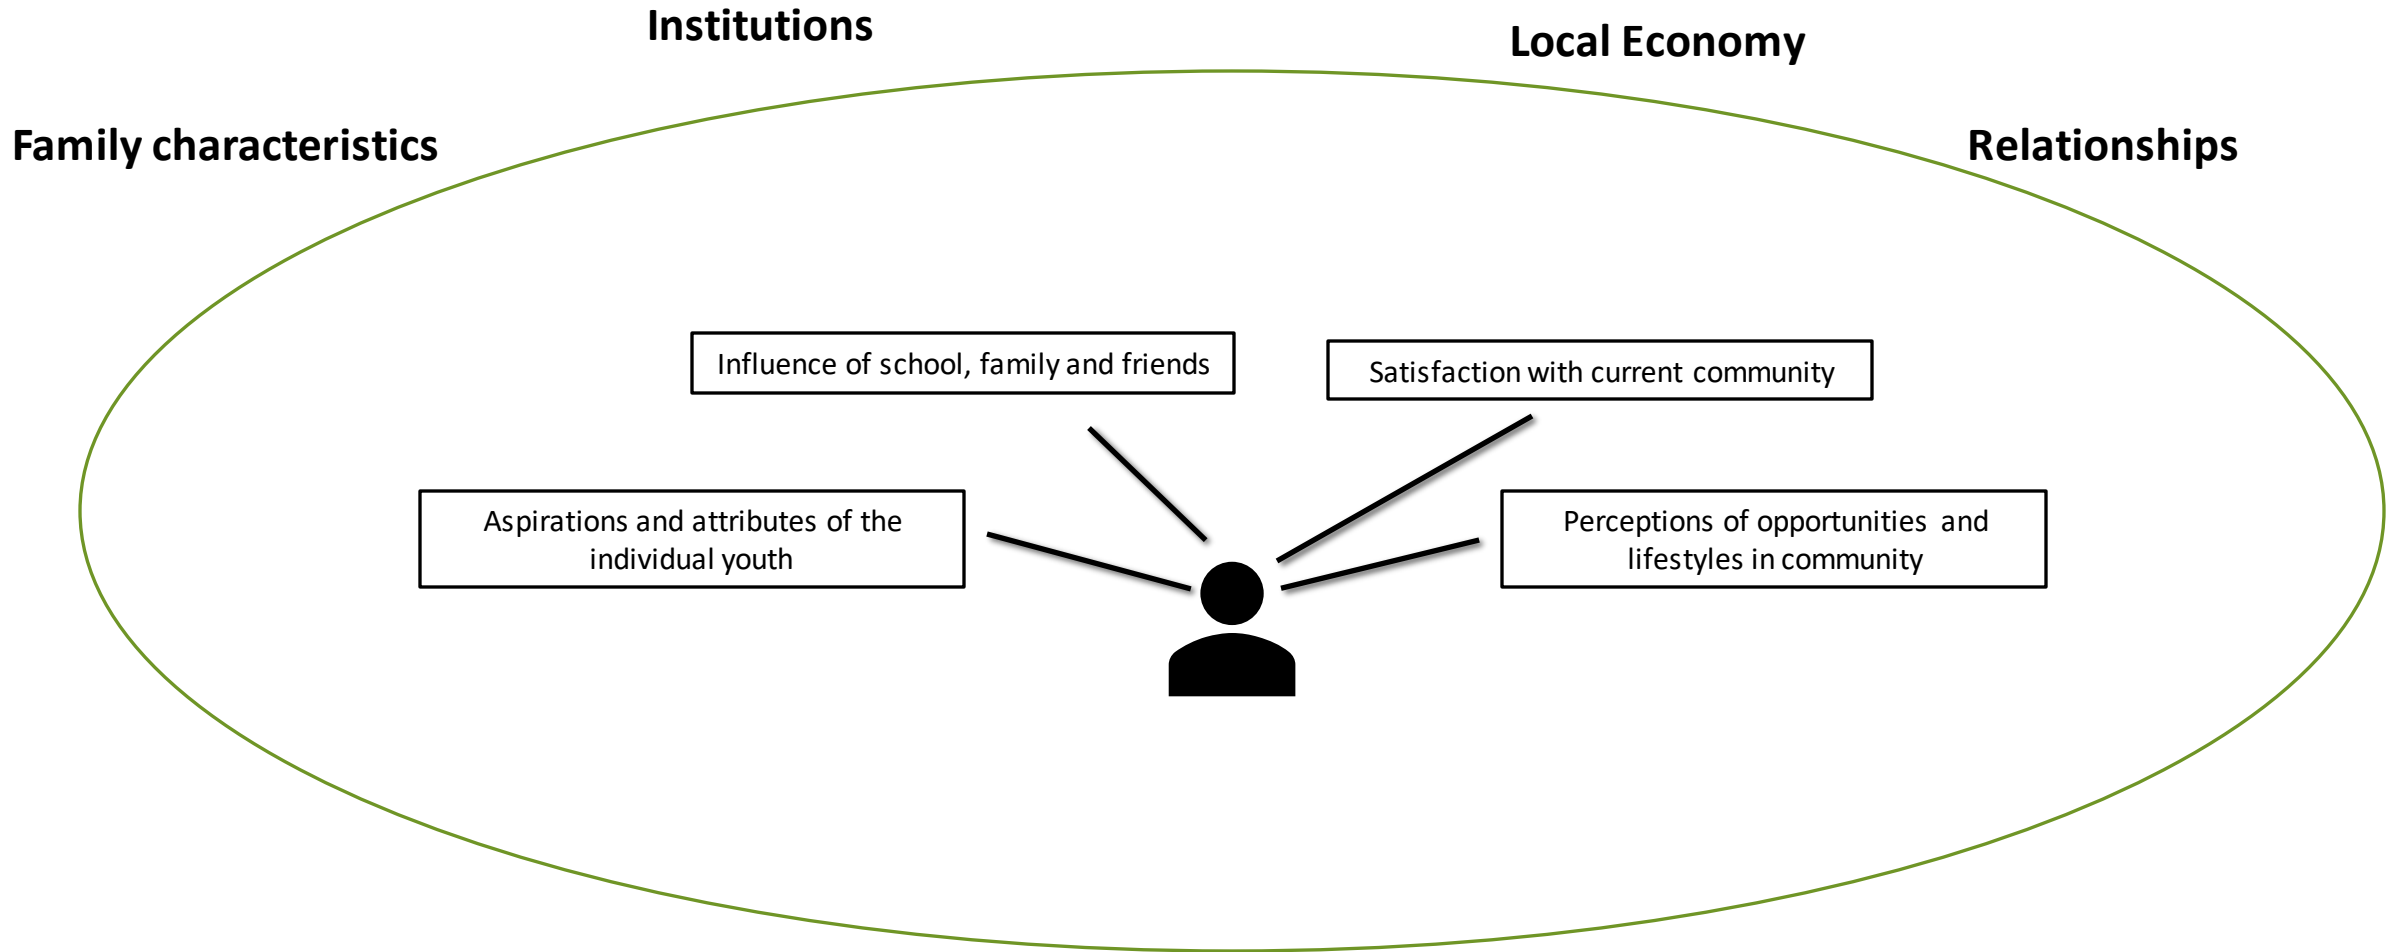 Institutions
Local Economy
Family characteristics
Relationships
Influence of school, family and friends
Satisfaction with current community
Aspirations and attributes of the
individual youth
Perceptions of opportunities and
lifestyles in community